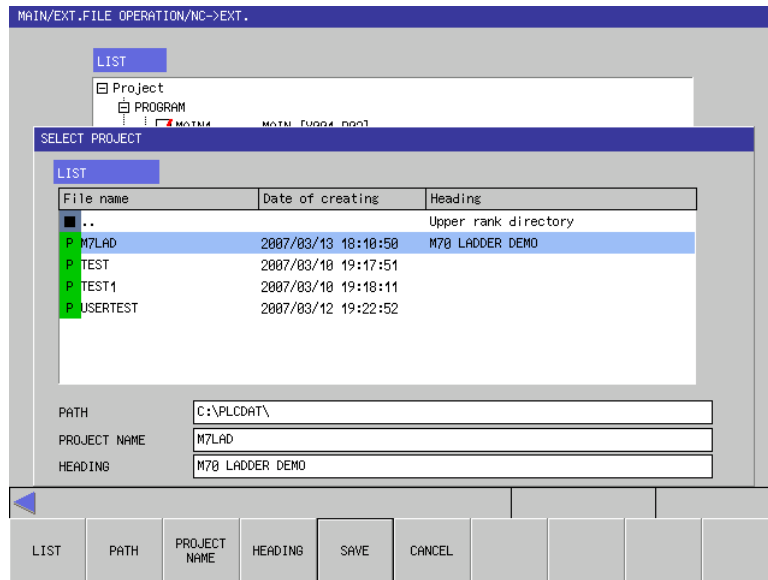 MAIN/EXT.FILE OPERATION/NC->EXT.
LIST
Project
PROGRAM
SELECT PROJECT
LIST
File name Date of creating Heading
.. Upper rank directory
P M7LAD 2007/03/13 18:10:50 M70 LADDER DEMO
P TEST 2007/03/10 19:17:51
P TEST1 2007/03/10 19:18:11
P USERTEST 2007/03/12 19:22:52
PATH C:\PLCDAT\
PROJECT NAME M7LAD
HEADING M70 LADDER DEMO
LIST PATH PROJECT NAME HEADING SAVE CANCEL